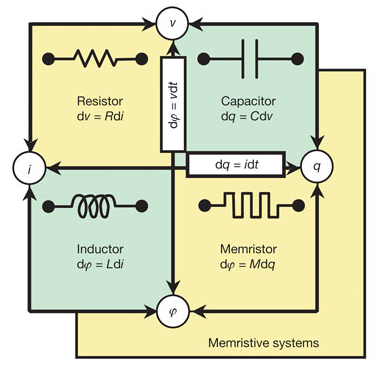 v
Resistor
dv = Rdi
dφ = vdt
Capacitor
dq = Cdv
i
dq = idt
q
Inductor
dφ = Ldi
Memristor
dφ = Mdq
φ
Memristive systems